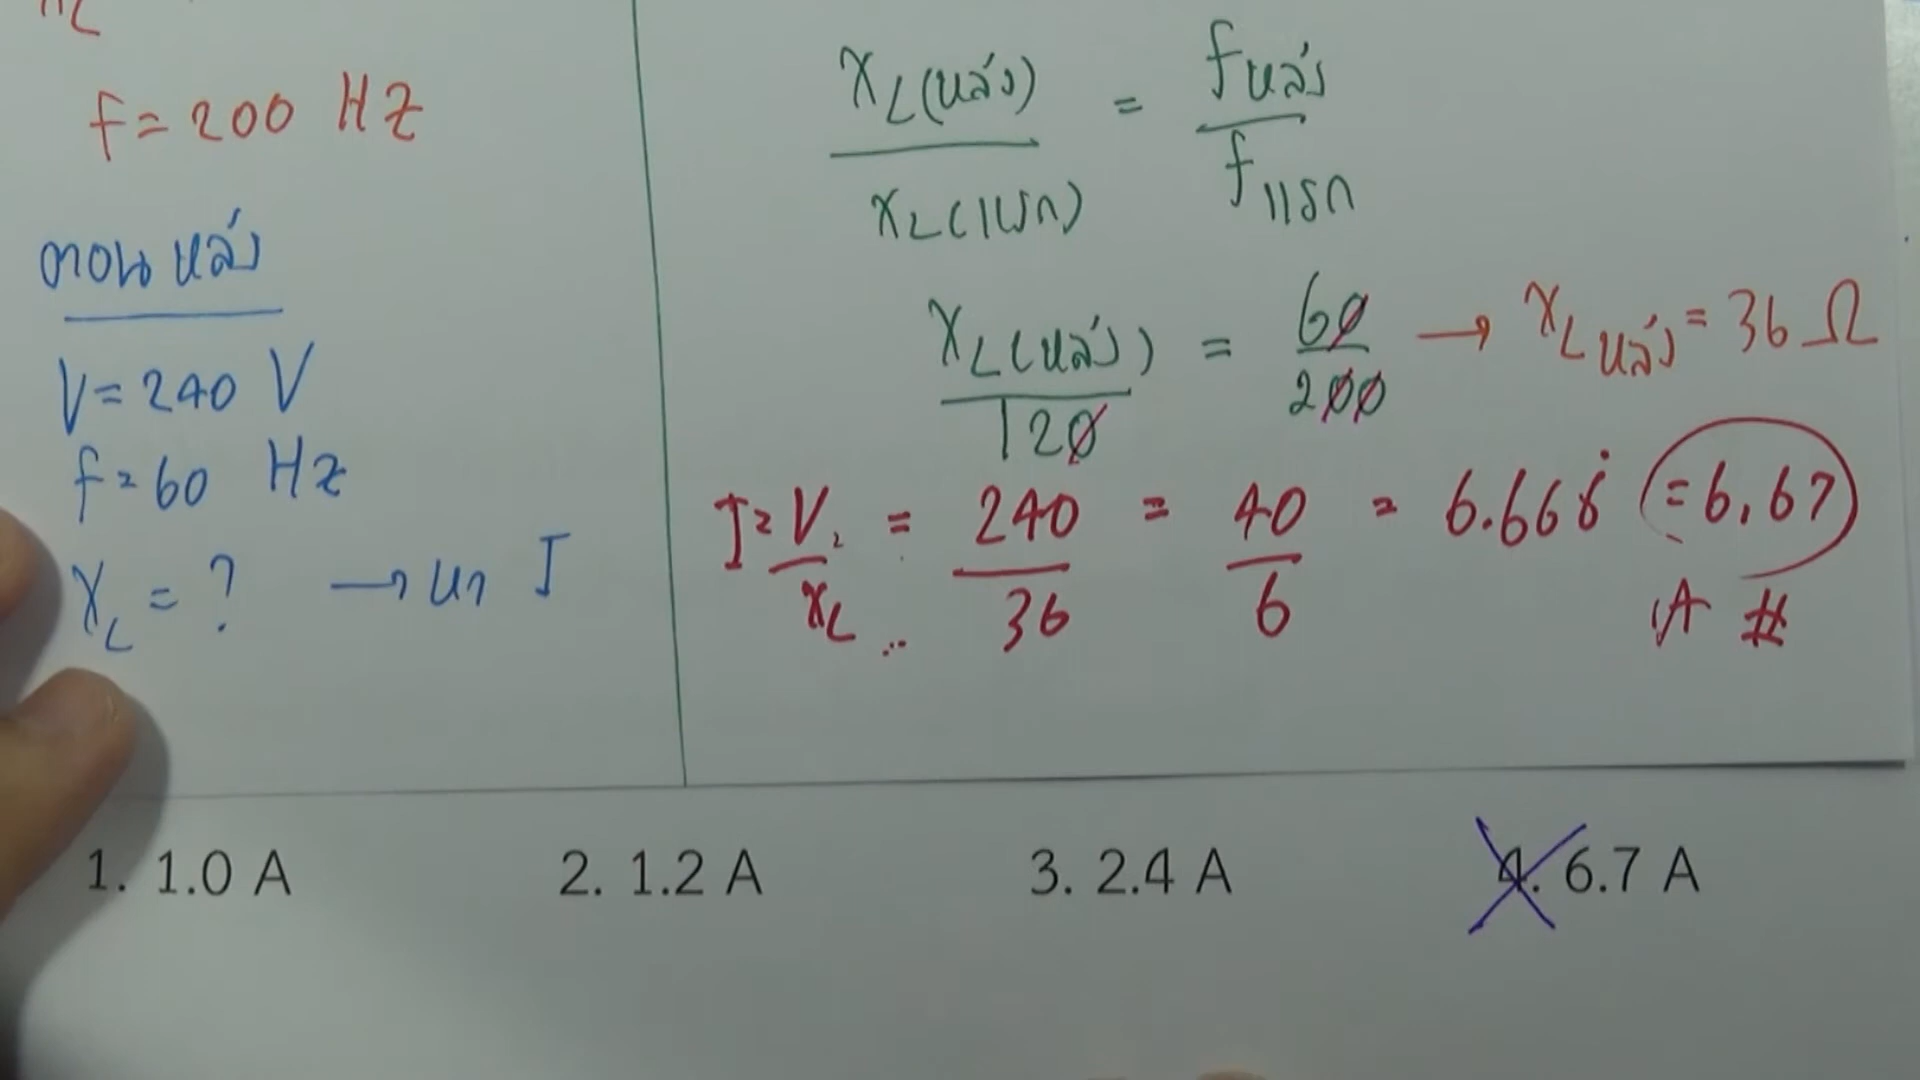 f = 200 Hz
ตอนหลัง
V = 240 V
f = 60 Hz
X_L = ? → หา I
X_L(หลัง) / X_L(แรก) = f หลัง / f แรก
X_L(หลัง) / 120 = 60 / 200 → X_L หลัง = 36 Ω
I = V / X_L = 240 / 36 = 40 / 6 = 6.666̇ = 6.67
A #
1. 1.0 A
2. 1.2 A
3. 2.4 A
4. 6.7 A